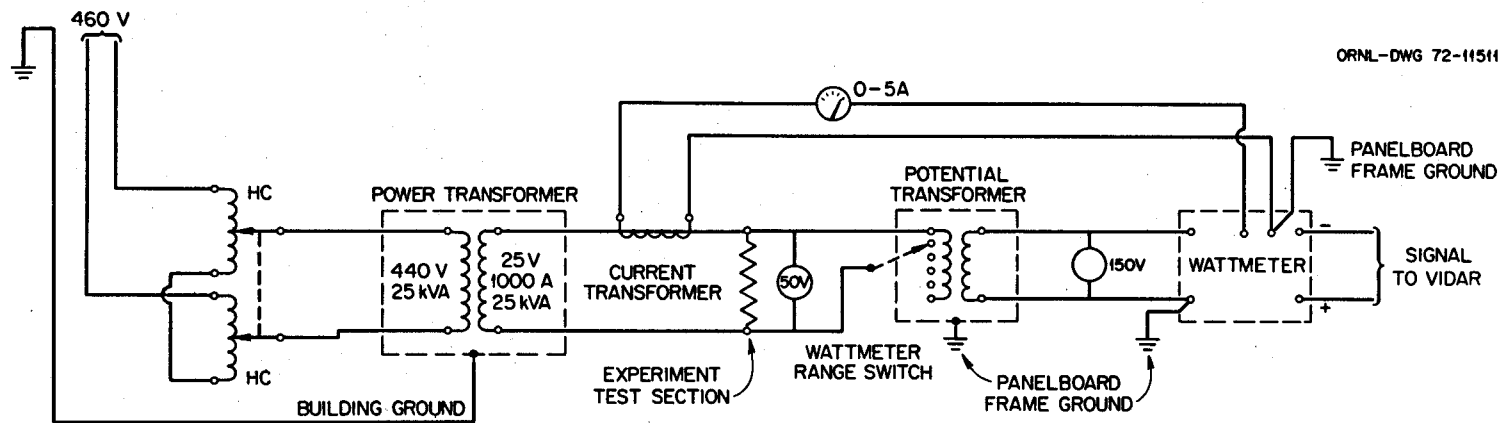 460 V
ORNL-DWG 72-11511
0-5A
PANELBOARD
FRAME GROUND
HC
POWER TRANSFORMER
POTENTIAL
TRANSFORMER
440 V
25 kVA
25 V
1000 A
25 kVA
CURRENT
TRANSFORMER
50V
150V
WATTMETER
-
+
SIGNAL
TO VIDAR
HC
EXPERIMENT
TEST SECTION
WATTMETER
RANGE SWITCH
PANELBOARD
FRAME GROUND
BUILDING GROUND